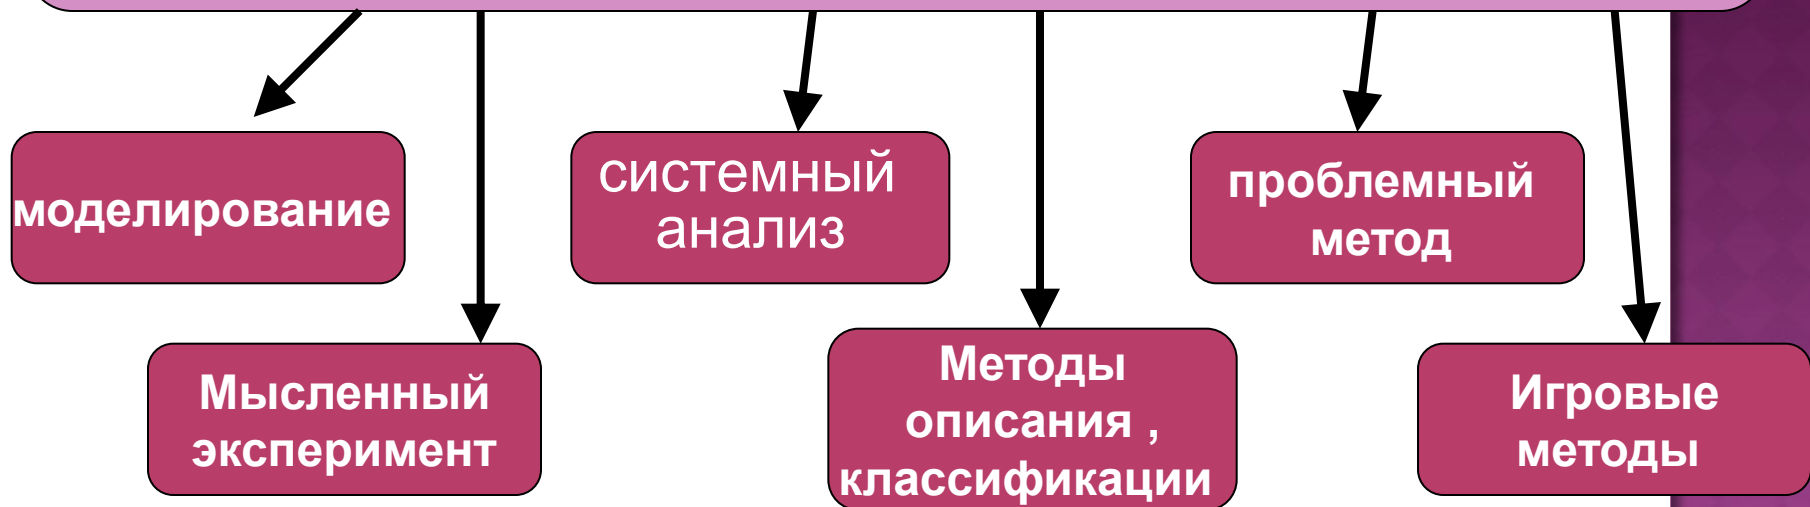 моделирование
системный
анализ
проблемный
метод
Мысленный
эксперимент
Методы
описания ,
классификации
Игровые
методы